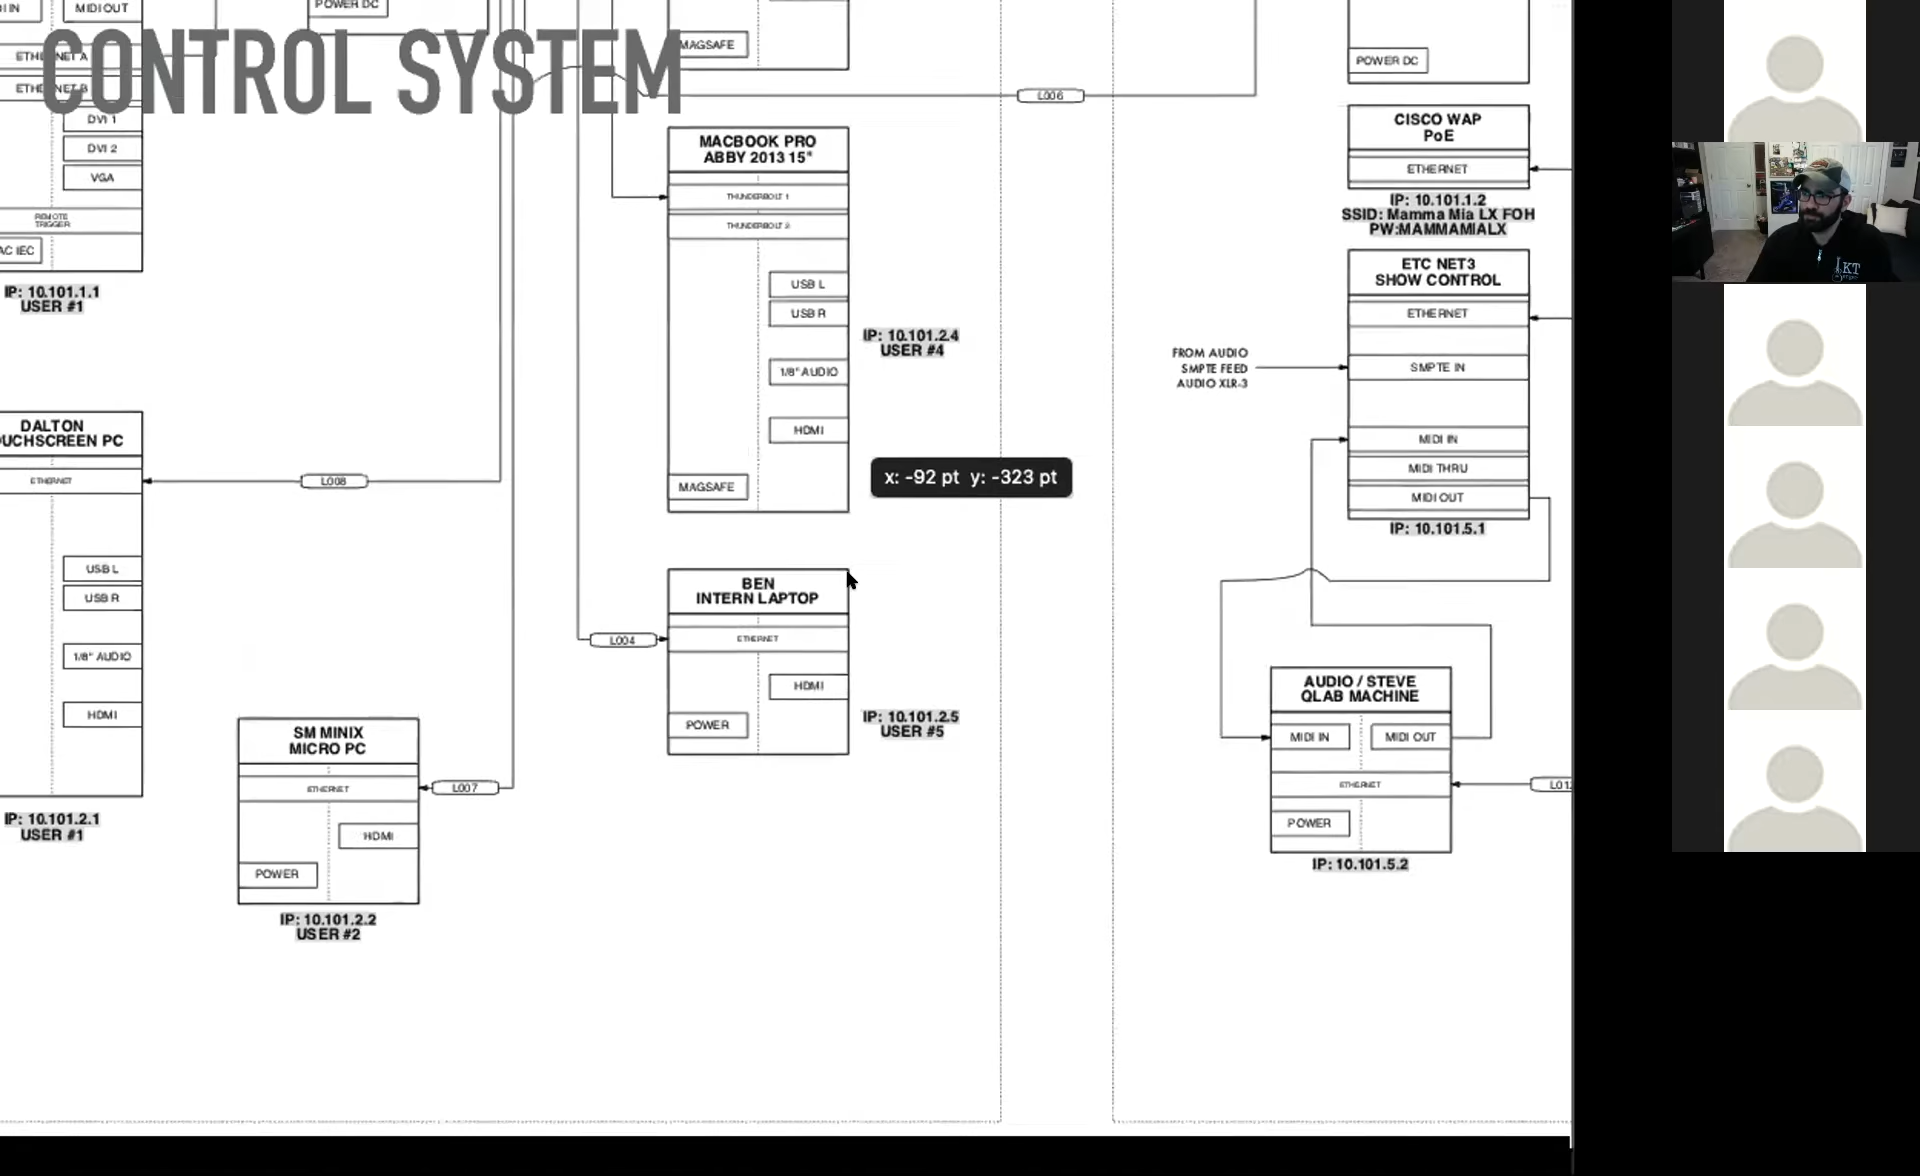 CONTROL SYSTEM
MIDI OUT
ETHERNET A
ETHERNET B
DVI 1
DVI 2
VGA
REMOTE
TRIGGER
AC IEC
IP: 10.101.1.1
USER #1
POWER DC
MAGSAFE
L006
POWER DC
MACBOOK PRO
ABBY 2013 15"
THUNDERBOLT 1
THUNDERBOLT 2
USB L
USB R
1/8" AUDIO
HDMI
MAGSAFE
IP: 10.101.2.4
USER #4
x: -92 pt y: -323 pt
CISCO WAP
PoE
ETHERNET
IP: 10.101.1.2
SSID: Mamma Mia LX FOH
PW:MAMMAMIALX
ETC NET3
SHOW CONTROL
ETHERNET
SMPTE IN
MIDI IN
MIDI THRU
MIDI OUT
IP: 10.101.5.1
FROM AUDIO
SMPTE FEED
AUDIO XLR-3
DALTON
OUCHSCREEN PC
ETHERNET
USB L
USB R
1/8" AUDIO
HDMI
IP: 10.101.2.1
USER #1
L008
SM MINIX
MICRO PC
ETHERNET
HDMI
POWER
IP: 10.101.2.2
USER #2
L007
BEN
INTERN LAPTOP
ETHERNET
HDMI
POWER
IP: 10.101.2.5
USER #5
L004
AUDIO / STEVE
QLAB MACHINE
MIDI IN
MIDI OUT
ETHERNET
POWER
IP: 10.101.5.2
KT